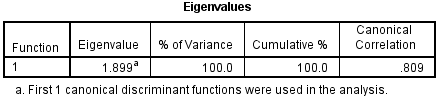 Eigenvalues
Function Eigenvalue % of Variance Cumulative % Canonical Correlation
1 1.899a 100.0 100.0 .809
a. First 1 canonical discriminant functions were used in the analysis.